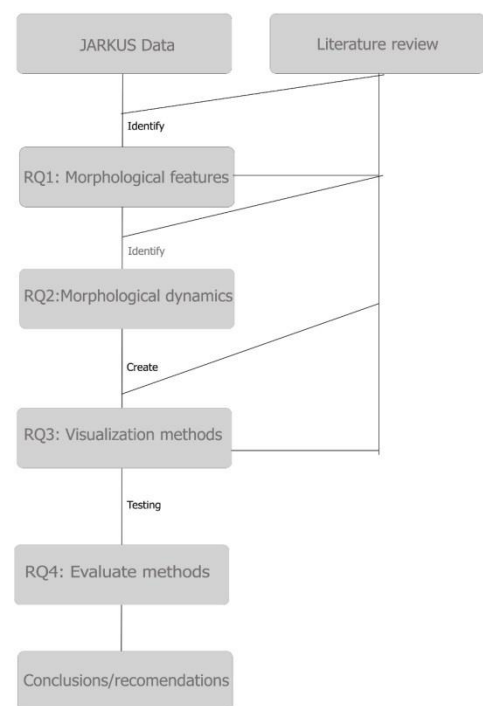 JARKUS Data
Literature review
Identify
RQ1: Morphological features
Identify
RQ2:Morphological dynamics
Create
RQ3: Visualization methods
Testing
RQ4: Evaluate methods
Conclusions/recomendations